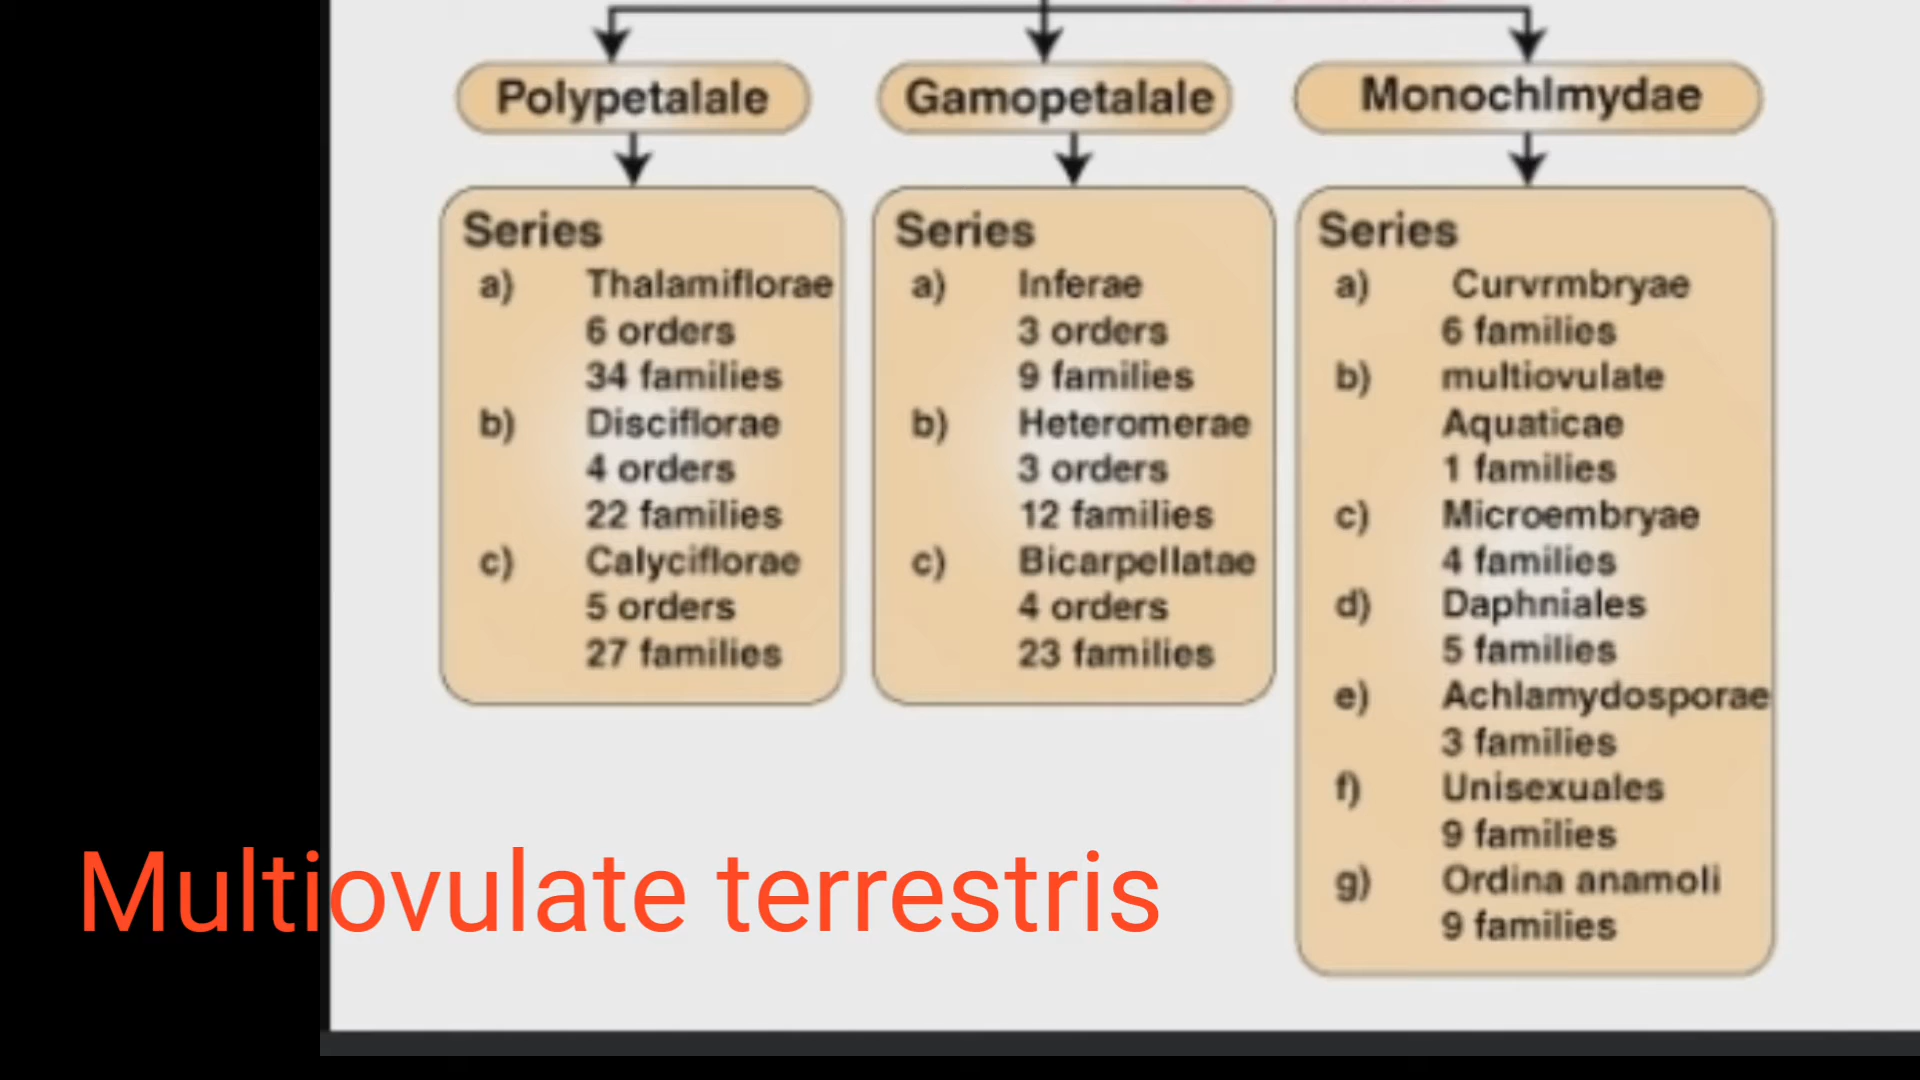 Polypetalale
Gamopetalale
Monochlmydae
Series
a) Thalamiflorae
6 orders
34 families
b) Disciflorae
4 orders
22 families
c) Calyciflorae
5 orders
27 families
Series
a) Inferae
3 orders
9 families
b) Heteromerae
3 orders
12 families
c) Bicarpellatae
4 orders
23 families
Series
a) Curvrmbryae
6 families
b) multiovulate
Aquaticae
1 families
c) Microembryae
4 families
d) Daphniales
5 families
e) Achlamydosporae
3 families
f) Unisexuales
9 families
g) Ordina anamoli
9 families
Multiovulate terrestris